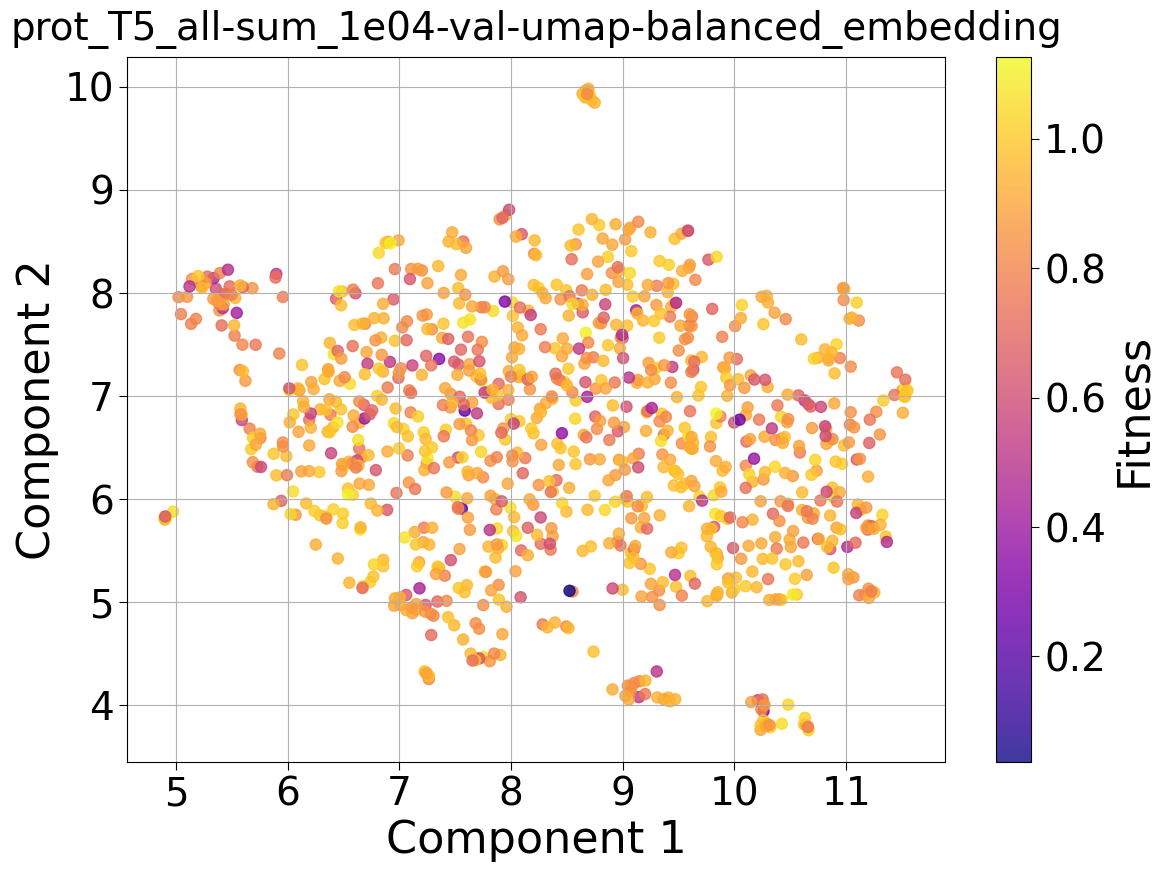 prot_T5_all-sum_1e04-val-umap-balanced_embedding
10
9
8
7
6
5
4
Component 2
5 6 7 8 9 10 11
Component 1
1.0
0.8
0.6
0.4
0.2
Fitness